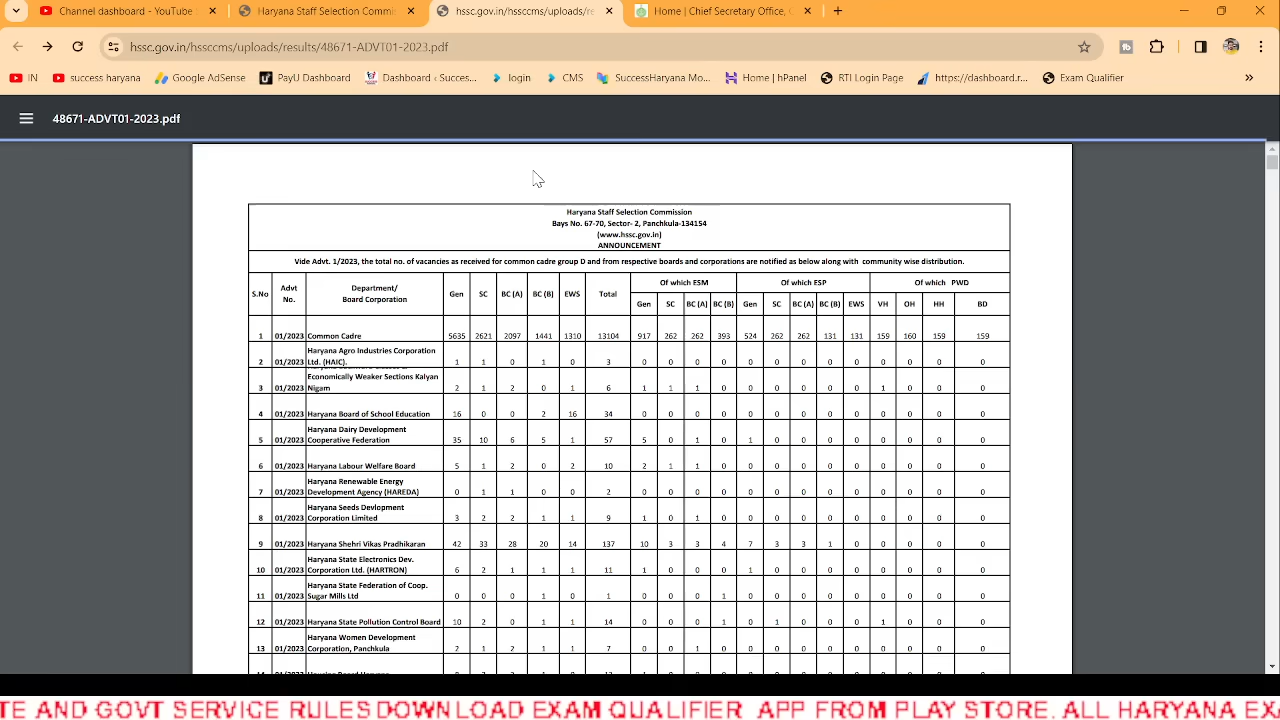 Channel dashboard - YouTube
Haryana Staff Selection Commi
hssc.gov.in/hssccms/uploads/re
Home | Chief Secretary Office, G
hssc.gov.in/hssccms/uploads/results/48671-ADVT01-2023.pdf
IN
success haryana
Google AdSense
PayU Dashboard
Dashboard ‹ Suces...
login
CMS
SuccessHaryana Mo...
Home | hPanel
RTI Login Page
https://dashboard.r...
Exam Qualifier
48671-ADVT01-2023.pdf
Haryana Staff Selection Commission
Bays No. 67-70, Sector- 2, Panchkula-134154
(www.hssc.gov.in)
ANNOUNCEMENT
Vide Advt. 1/2023, the total no. of vacancies as received for common cadre group D and from respective boards and corporations are notified as below along with community wise distribution.
S.No Advt No. Department/ Board Corporation Gen SC BC (A) BC (B) EWS Total Of which ESM Of which ESP Of which PWD
Gen SC BC (A) BC (B) Gen SC BC (A) BC (B) EWS VH OH HH BD
1 01/2023 Common Cadre 5635 2621 2097 1441 1310 13104 917 262 262 393 524 262 262 131 131 159 160 159 159
2 01/2023 Haryana Agro Industries Corporation Ltd. (HAIC). 1 1 0 1 0 3 0 0 0 0 0 0 0 0 0 0 0 0 0
3 01/2023 Economically Weaker Sections Kalyan Nigam 2 1 2 0 1 6 1 1 1 0 0 0 0 0 0 1 0 0 0
4 01/2023 Haryana Board of School Education 16 0 0 2 16 34 0 0 0 0 0 0 0 0 0 0 0 0 0
5 01/2023 Haryana Dairy Development Cooperative Federation 35 10 6 5 1 57 5 0 1 0 1 0 0 0 0 0 0 0 0
6 01/2023 Haryana Labour Welfare Board 5 1 2 0 2 10 2 1 1 0 0 0 0 0 0 0 0 0 0
7 01/2023 Haryana Renewable Energy Development Agency (HAREDA) 0 1 1 0 0 2 0 0 0 0 0 0 0 0 0 0 0 0 0
8 01/2023 Haryana Seeds Devlopment Corporation Limited 3 2 2 1 1 9 1 0 1 0 0 0 0 0 0 0 0 0 0
9 01/2023 Haryana Shehri Vikas Pradhikaran 42 33 28 20 14 137 10 3 3 4 7 3 3 1 0 0 0 0 0
10 01/2023 Haryana State Electronics Dev. Corporation Ltd. (HARTRON) 6 2 1 1 1 11 1 0 0 0 1 0 0 0 0 0 0 0 0
11 01/2023 Haryana State Federation of Coop. Sugar Mills Ltd 0 0 0 1 0 1 0 0 0 1 0 0 0 0 0 0 0 0 0
12 01/2023 Haryana State Pollution Control Board 10 2 0 1 1 14 0 0 0 1 0 1 0 0 0 1 0 0 0
13 01/2023 Haryana Women Development Corporation, Panchkula 2 1 2 1 1 7 0 0 1 0 0 0 0 0 0 0 0 0 0
TE AND GOVT SERVICE RULES DOWNLOAD EXAM QUALIFIER APP FROM PLAY STORE. ALL HARYANA EX